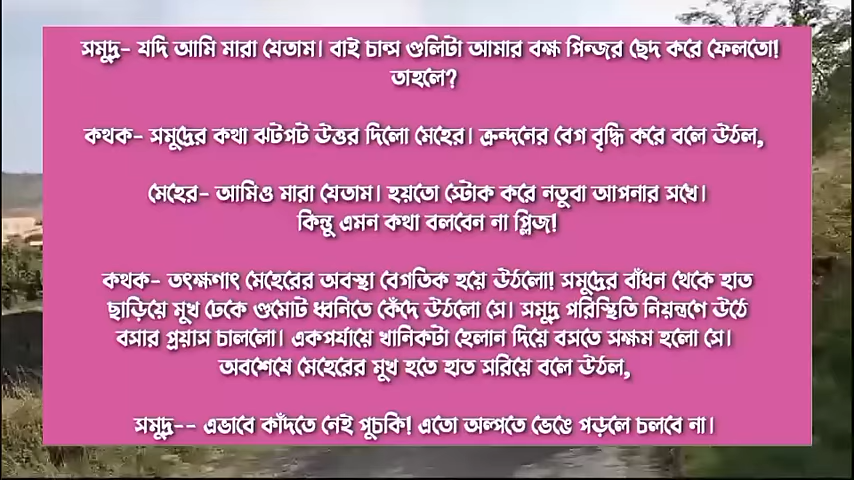 সমুদ্র- যদি আমি মারা যেতাম। বাই চান্স গুলিটা আমার বক্ষ পিন্জর ছেদ করে ফেলতো!
তাহলে?
কথক- সমুদ্রের কথা ঝটপট উত্তর দিলো মেহের। ক্রন্দনের বেগ বৃদ্ধি করে বলে উঠল,
মেহের- আমিও মারা যেতাম। হয়তো স্টোক করে নতুবা আপনার সখে।
কিন্তু এমন কথা বলবেন না প্লিজ!
কথক- তৎক্ষণাৎ মেহেরের অবস্থা বেগতিক হয়ে উঠলো! সমুদ্রের বাঁধন থেকে হাত
ছাড়িয়ে মুখ ঢেকে গুমোট ধ্বনিতে কেঁদে উঠলো সে। সমুদ্র পরিস্থিতি নিয়ন্ত্রণে উঠে
বসার প্রয়াস চাললো। একপর্যায়ে খানিকটা হেলান দিয়ে বসতে সক্ষম হলো সে।
অবশেষে মেহেরের মুখ হতে হাত সরিয়ে বলে উঠল,
সমুদ্র-- এভাবে কাঁদতে নেই পুচকি! এতো অল্পতে ভেঙে পড়লে চলবে না।